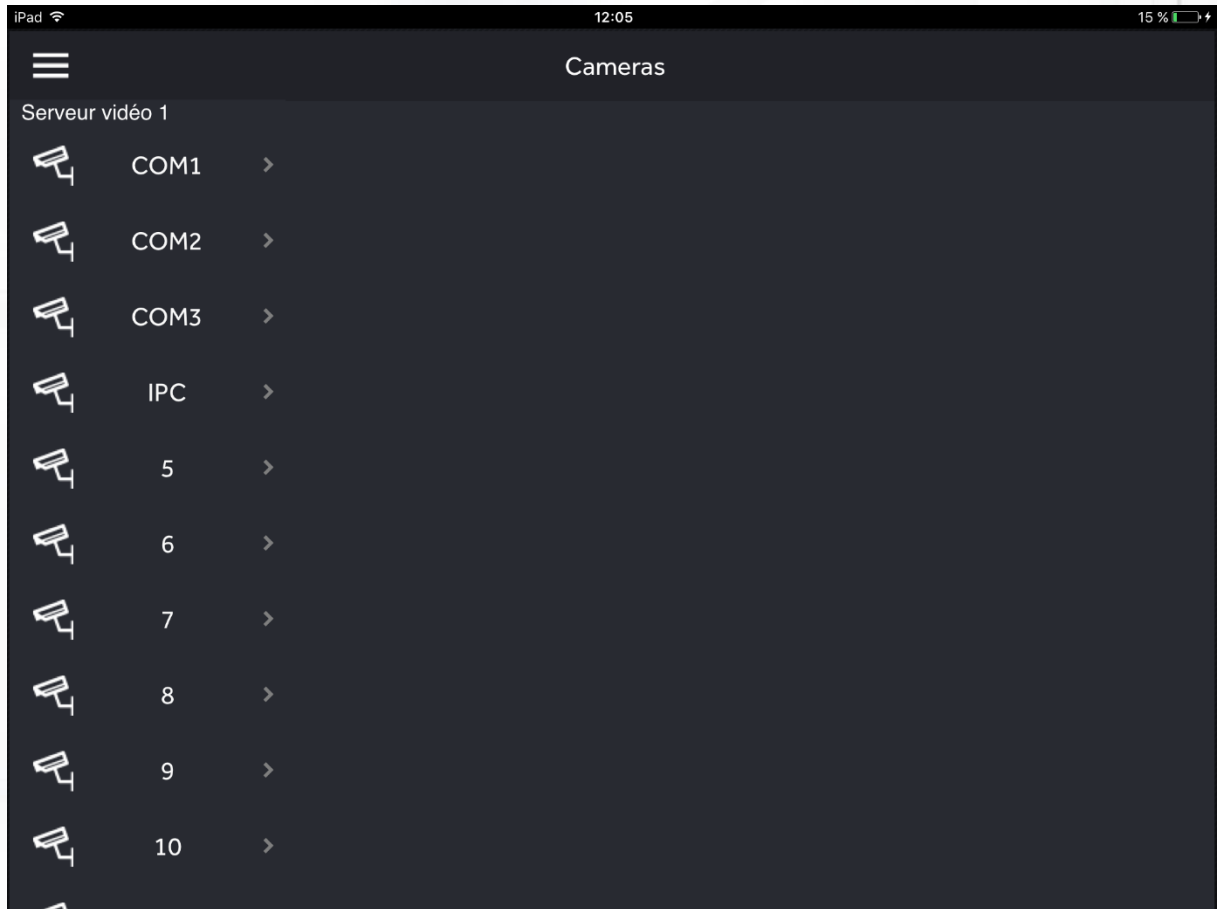 iPad 12:05 15 %
Cameras
Serveur vidéo 1
COM1
COM2
COM3
IPC
5
6
7
8
9
10